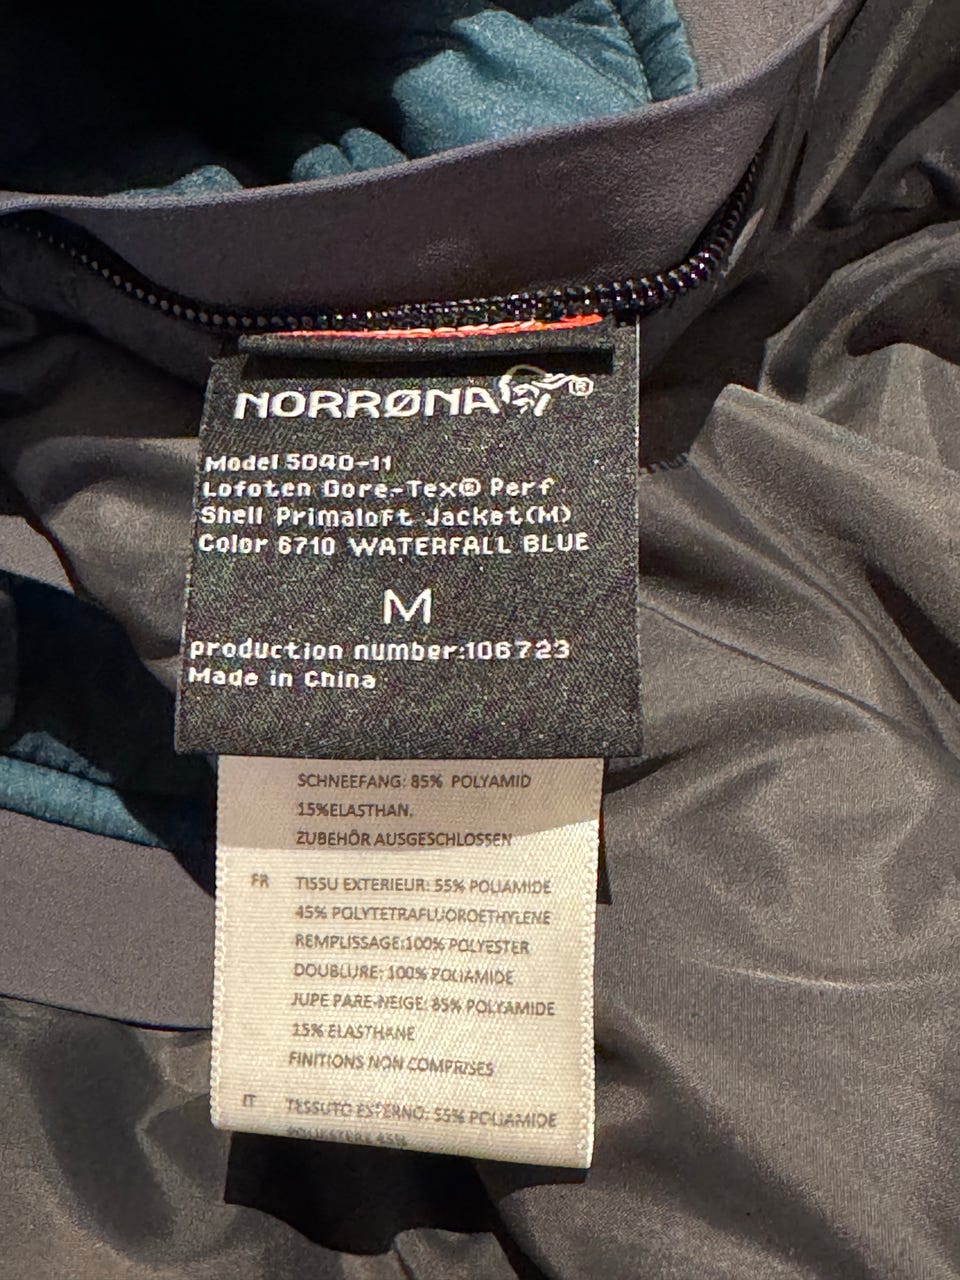 NORRØNA®
Model 5040-11
Lofoten Gore-Tex® Perf
Shell Primaloft Jacket(M)
Color 6710 WATERFALL BLUE
M
production number:106723
Made in China
SCHNEEFANG: 85% POLYAMID
15%ELASTHAN.
ZUBEHÖR AUSGESCHLOSSEN
FR TISSU EXTERIEUR: 55% POLIAMIDE
45% POLYTETRAFLUOROETHYLENE
REMPLISSAGE:100% POLYESTER
DOUBLURE: 100% POLIAMIDE
JUPE PARE-NEIGE: 85% POLYAMIDE
15% ELASTHANE
FINITIONS NON COMPRISES
IT TESSUTO ESTERNO: 55% POLIAMIDE
POLIESTERE 45%